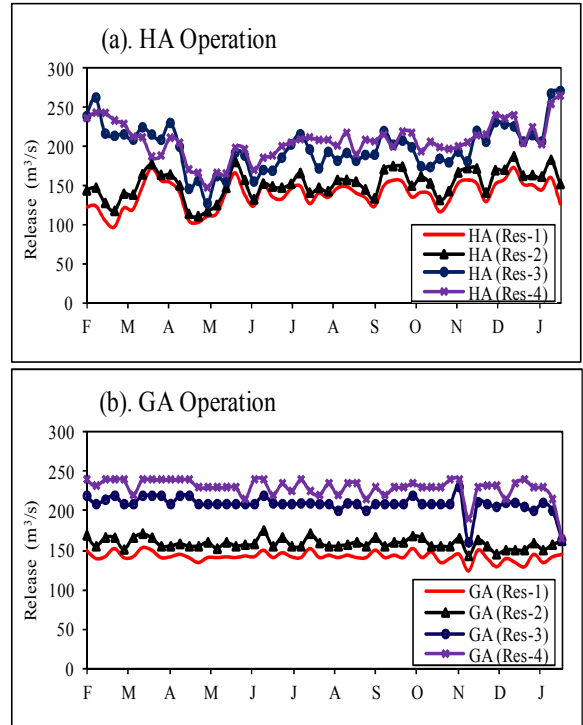 (a). HA Operation
300
250
200
150
100
50
0
Release (m³/s)
F M A M J J A S O N D J
HA (Res-1)
HA (Res-2)
HA (Res-3)
HA (Res-4)
(b). GA Operation
300
250
200
150
100
50
0
Release (m³/s)
F M A M J J A S O N D J
GA (Res-1)
GA (Res-2)
GA (Res-3)
GA (Res-4)